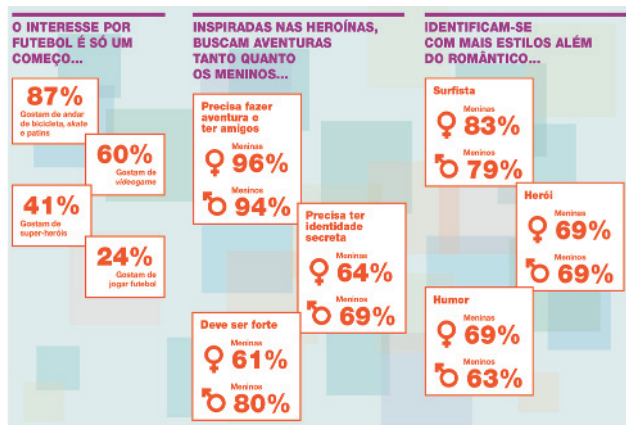 O INTERESSE POR
FUTEBOL É SÓ UM
COMEÇO...
87%
Gostam de andar
de bicicleta, skate
e patins
60%
Gostam de
videogame
41%
Gostam de
super-heróis
24%
Gostam de
jogar futebol
INSPIRADAS NAS HEROÍNAS,
BUSCAM AVENTURAS
TANTO QUANTO
OS MENINOS...
Precisa fazer
aventura e
ter amigos
Meninas
96%
Meninos
94%
Precisa ter
identidade
secreta
Meninas
64%
Meninos
69%
Deve ser forte
Meninas
61%
Meninos
80%
IDENTIFICAM-SE
COM MAIS ESTILOS ALÉM
DO ROMÂNTICO...
Surfista
Meninas
83%
Meninos
79%
Herói
Meninas
69%
Meninos
69%
Humor
Meninas
69%
Meninos
63%